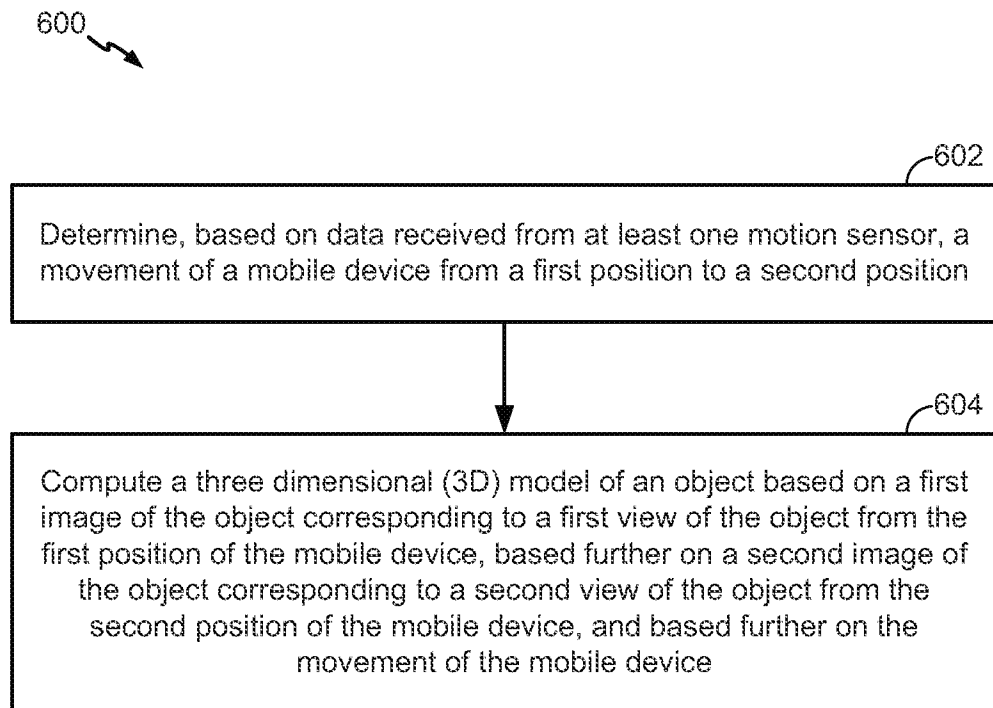 600
602
Determine, based on data received from at least one motion sensor, a
movement of a mobile device from a first position to a second position
604
Compute a three dimensional (3D) model of an object based on a first
image of the object corresponding to a first view of the object from the
first position of the mobile device, based further on a second image of
the object corresponding to a second view of the object from the
second position of the mobile device, and based further on the
movement of the mobile device